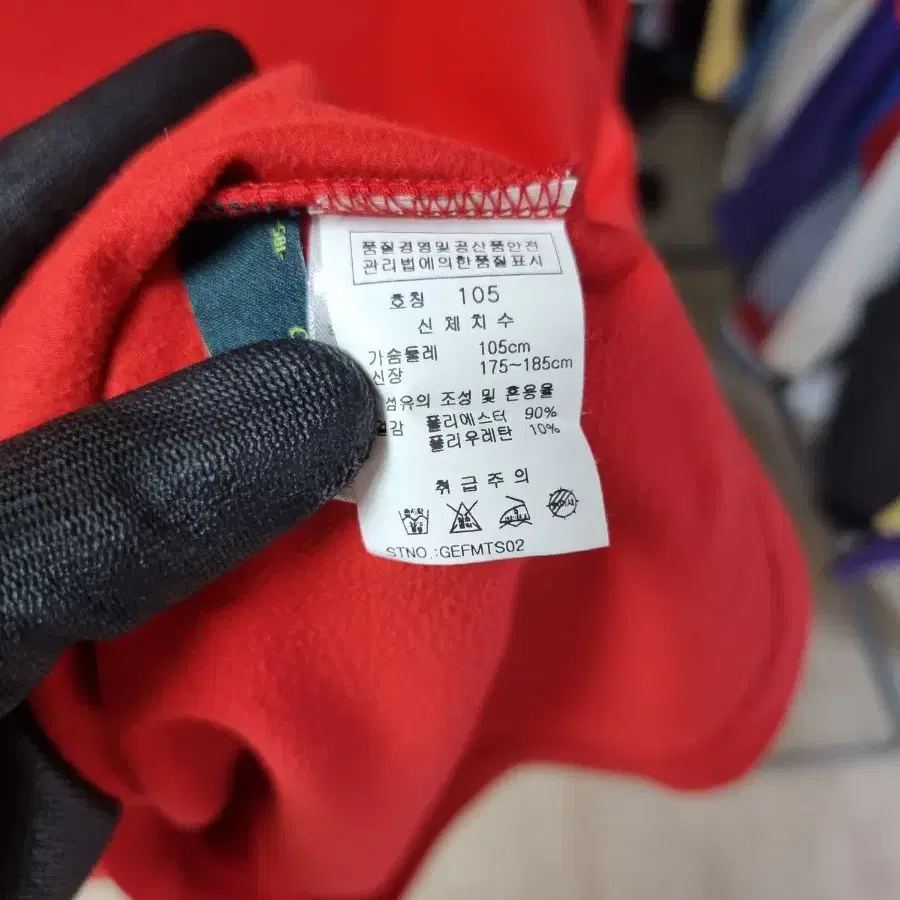 품질경영및공산품안전
관리법에의한품질표시
호칭 105
신체치수
가슴둘레 105cm
신장 175~185cm
섬유의 조성 및 혼용율
겉감 폴리에스터 90%
폴리우레탄 10%
취급주의
STNO.:GEFMTS02